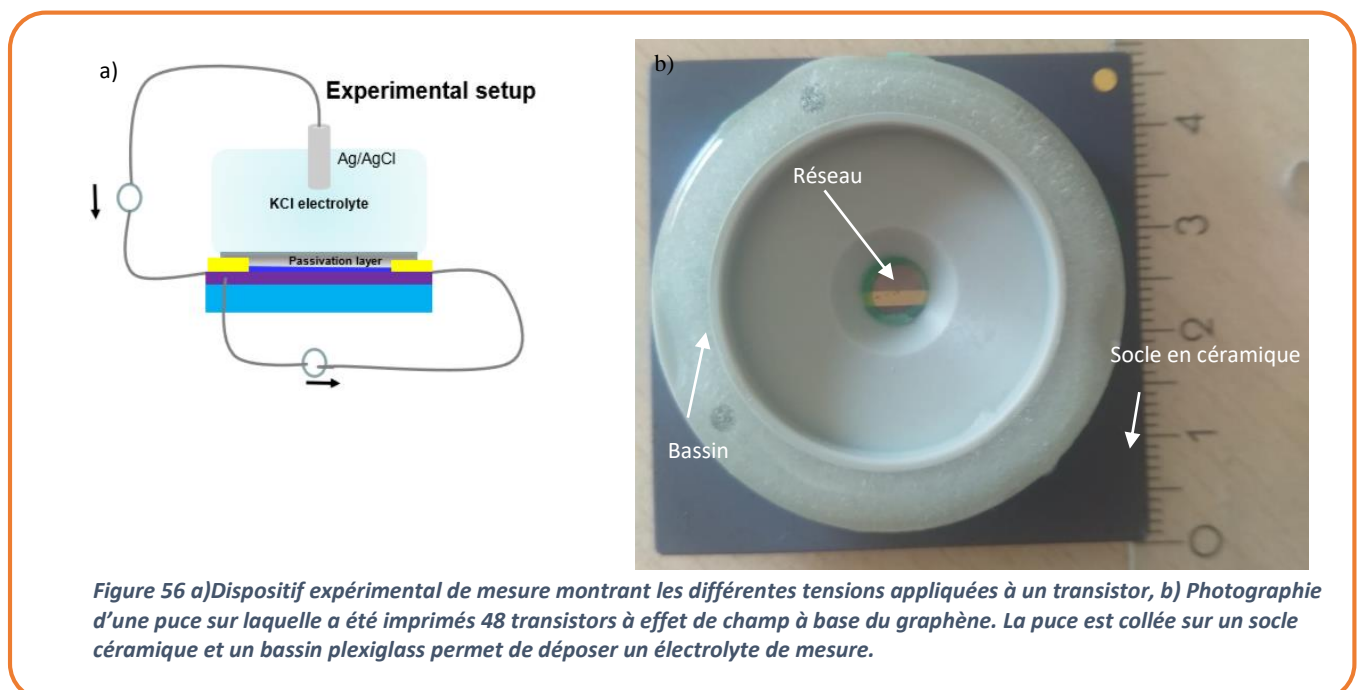 a)
Experimental setup
Ag/AgCl
KCl electrolyte
Passivation layer
b)
Réseau
Bassin
Socle en céramique
4
3
2
1
0
Figure 56 a)Dispositif expérimental de mesure montrant les différentes tensions appliquées à un transistor, b) Photographie
d'une puce sur laquelle a été imprimés 48 transistors à effet de champ à base du graphène. La puce est collée sur un socle
céramique et un bassin plexiglass permet de déposer un électrolyte de mesure.